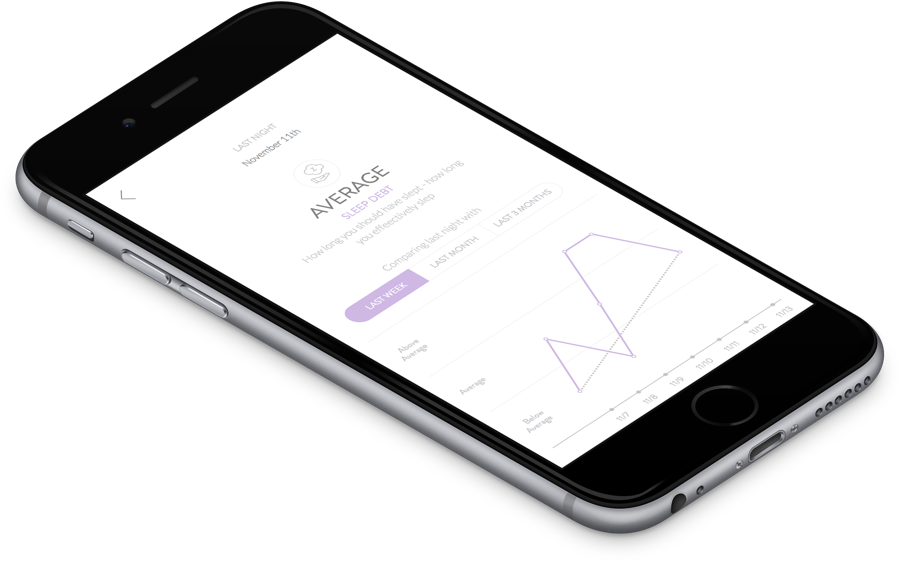 LAST NIGHT
November 11th
AVERAGE
SLEEP DEBT
How long you should have slept - how long
you effeectively slep
Comparing last night with
LAST WEEK
LAST MONTH
LAST 3 MONTHS
Above
Average
Average
Below
Average
11/7
11/8
11/9
11/10
11/11
11/12
11/13